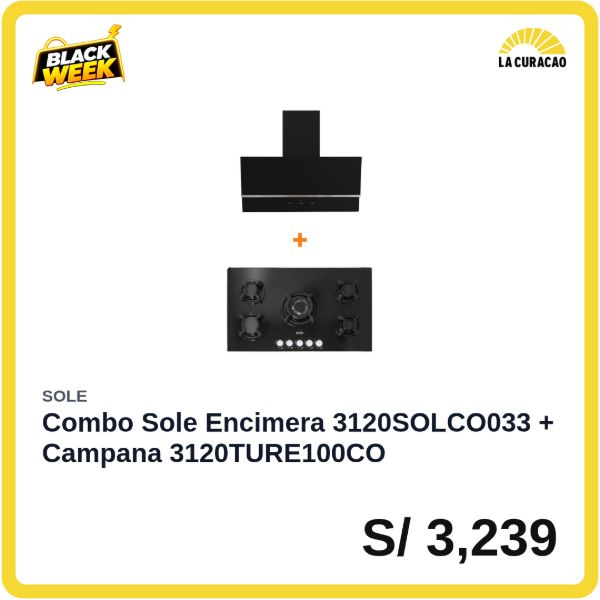 BLACK
WEEK
LA CURACAO
SOLE
Combo Sole Encimera 3120SOLCO033 +
Campana 3120TURE100CO
S/ 3,239